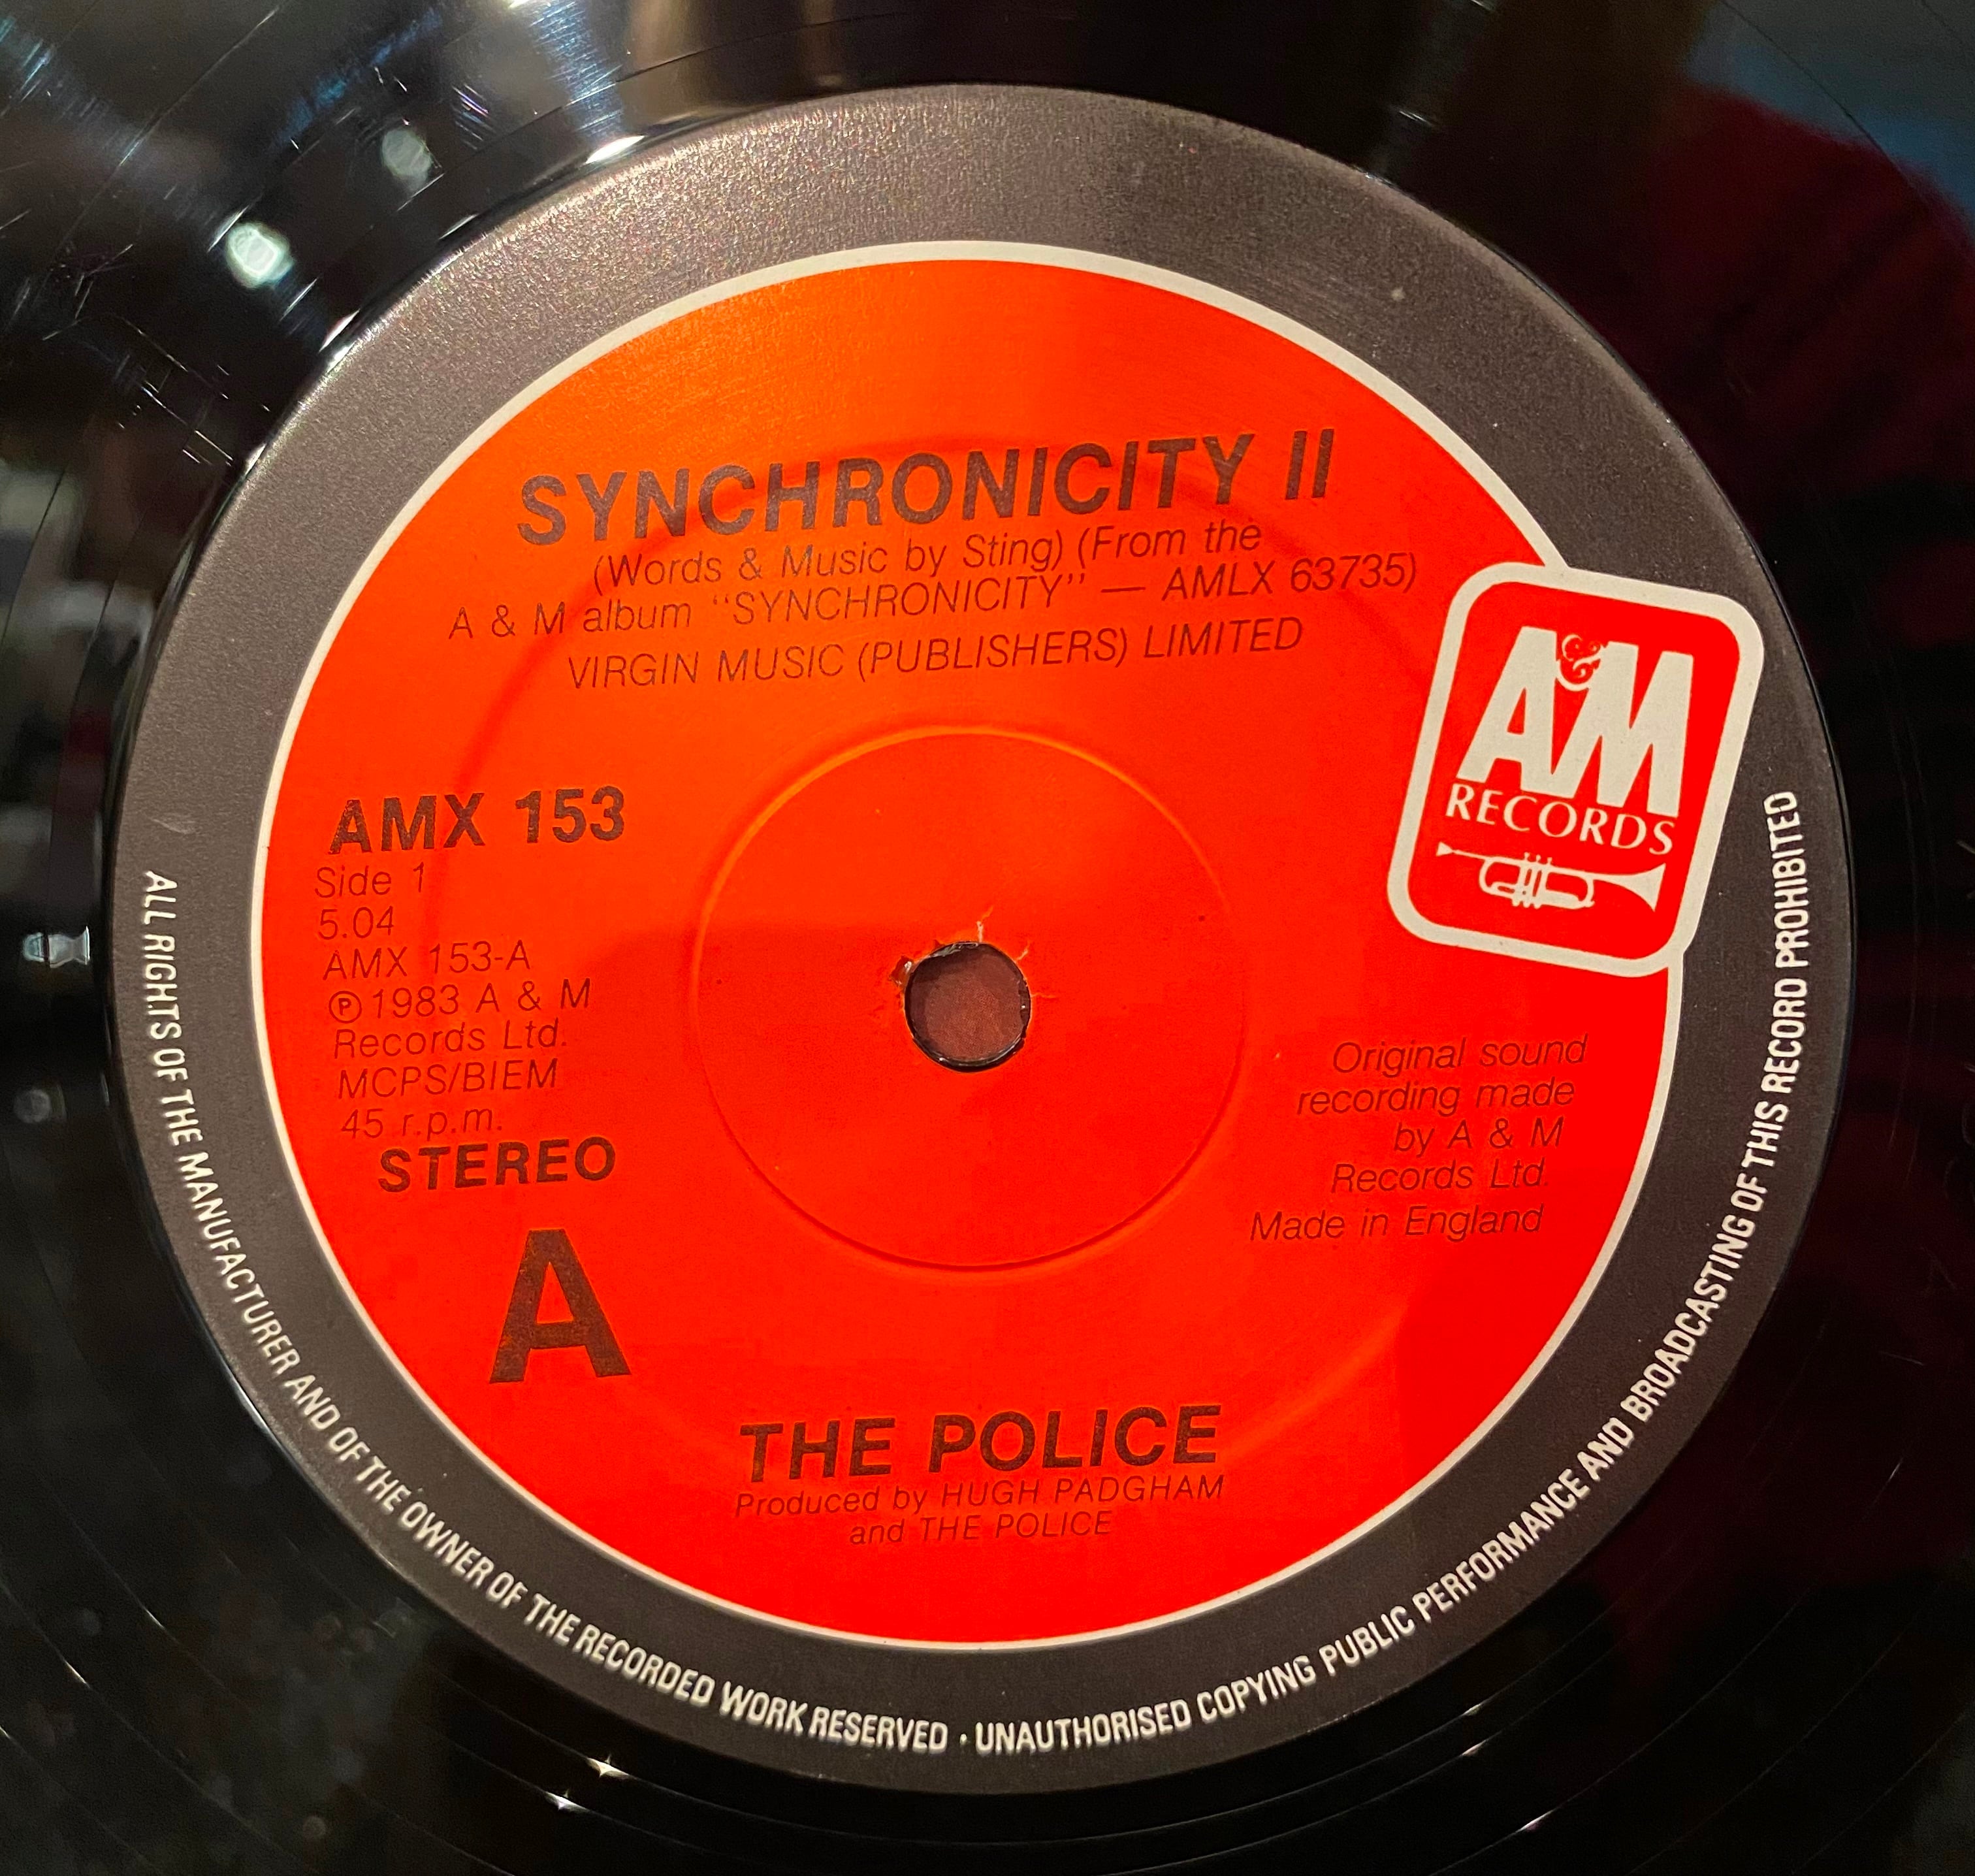 SYNCHRONICITY II
(Words & Music by Sting) (From the
A & M album “SYNCHRONICITY” — AMLX 63735)
VIRGIN MUSIC (PUBLISHERS) LIMITED
A&M
RECORDS
AMX 153
Side 1
5.04
AMX 153-A
Ⓟ 1983 A & M
Records Ltd.
MCPS/BIEM
45 r.p.m.
STEREO
A
Original sound
recording made
by A & M
Records Ltd.
Made in England
THE POLICE
Produced by HUGH PADGHAM
and THE POLICE
ALL RIGHTS OF THE MANUFACTURER AND OF THE OWNER OF THE RECORDED WORK RESERVED · UNAUTHORISED COPYING PUBLIC PERFORMANCE AND BROADCASTING OF THIS RECORD PROHIBITED